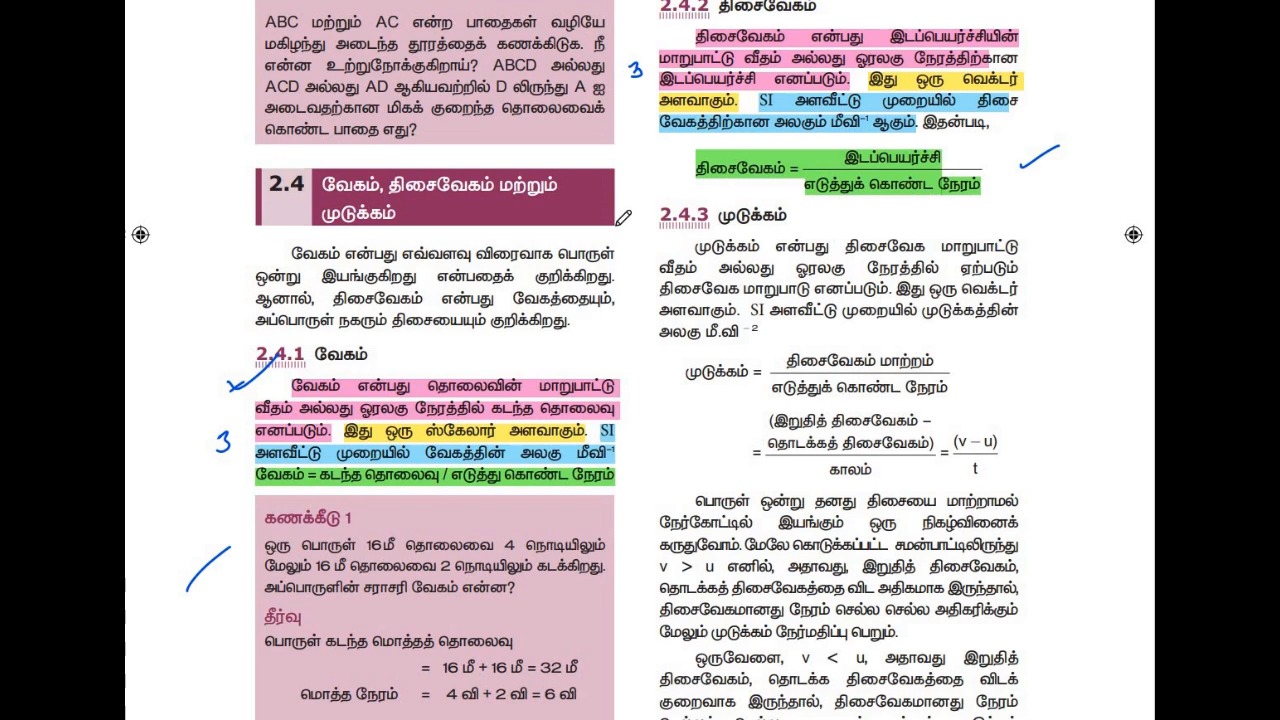 ABC மற்றும் AC என்ற பாதைகள் வழியே
மகிழ்ந்து அடைந்த தூரத்தைக் கணக்கிடுக. நீ
என்ன உற்றுநோக்குகிறாய்? ABCD அல்லது
ACD அல்லது AD ஆகியவற்றில் D லிருந்து A ஐ
அடைவதற்கான மிகக் குறைந்த தொலைவைக்
கொண்ட பாதை எது?
2.4 வேகம், திசைவேகம் மற்றும்
முடுக்கம்
வேகம் என்பது எவ்வளவு விரைவாக பொருள்
ஒன்று இயங்குகிறது என்பதைக் குறிக்கிறது.
ஆனால், திசைவேகம் என்பது வேகத்தையும்,
அப்பொருள் நகரும் திசையையும் குறிக்கிறது.
2.4.1 வேகம்
வேகம் என்பது தொலைவின் மாறுபாட்டு
வீதம் அல்லது ஓரலகு நேரத்தில் கடந்த தொலைவு
3 எனப்படும். இது ஒரு ஸ்கேலார் அளவாகும். SI
அளவீட்டு முறையில் வேகத்தின் அலகு மீவி⁻¹
வேகம் = கடந்த தொலைவு / எடுத்து கொண்ட நேரம்
கணக்கீடு 1
ஒரு பொருள் 16மீ தொலைவை 4 நொடியிலும்
மேலும் 16 மீ தொலைவை 2 நொடியிலும் கடக்கிறது.
அப்பொருளின் சராசரி வேகம் என்ன?
தீர்வு
பொருள் கடந்த மொத்தத் தொலைவு
= 16 மீ + 16 மீ = 32 மீ
மொத்த நேரம் = 4 வி + 2 வி = 6 வி
2.4.2 திசைவேகம்
திசைவேகம் என்பது இடப்பெயர்ச்சியின்
மாறுபாட்டு வீதம் அல்லது ஓரலகு நேரத்திற்கான
3 இடப்பெயர்ச்சி எனப்படும். இது ஒரு வெக்டர்
அளவாகும். SI அளவீட்டு முறையில் திசை
வேகத்திற்கான அலகும் மீவி⁻¹ ஆகும். இதன்படி,
திசைவேகம் = இடப்பெயர்ச்சி
எடுத்துக் கொண்ட நேரம்
2.4.3 முடுக்கம்
முடுக்கம் என்பது திசைவேக மாறுபாட்டு
வீதம் அல்லது ஓரலகு நேரத்தில் ஏற்படும்
திசைவேக மாறுபாடு எனப்படும். இது ஒரு வெக்டர்
அளவாகும். SI அளவீட்டு முறையில் முடுக்கத்தின்
அலகு மீ.வி ⁻²
முடுக்கம் = திசைவேகம் மாற்றம்
எடுத்துக் கொண்ட நேரம்
(இறுதித் திசைவேகம் –
= தொடக்கத் திசைவேகம்) = (v – u)
காலம் t
பொருள் ஒன்று தனது திசையை மாற்றாமல்
நேர்கோட்டில் இயங்கும் ஒரு நிகழ்வினைக்
கருதுவோம். மேலே கொடுக்கப்பட்ட சமன்பாட்டிலிருந்து
v > u எனில், அதாவது, இறுதித் திசைவேகம்,
தொடக்கத் திசைவேகத்தை விட அதிகமாக இருந்தால்,
திசைவேகமானது நேரம் செல்ல செல்ல அதிகரிக்கும்
மேலும் முடுக்கம் நேர்மதிப்பு பெறும்.
ஒருவேளை, v < u, அதாவது இறுதித்
திசைவேகம், தொடக்க திசைவேகத்தை விடக்
குறைவாக இருந்தால், திசைவேகமானது நேரம்